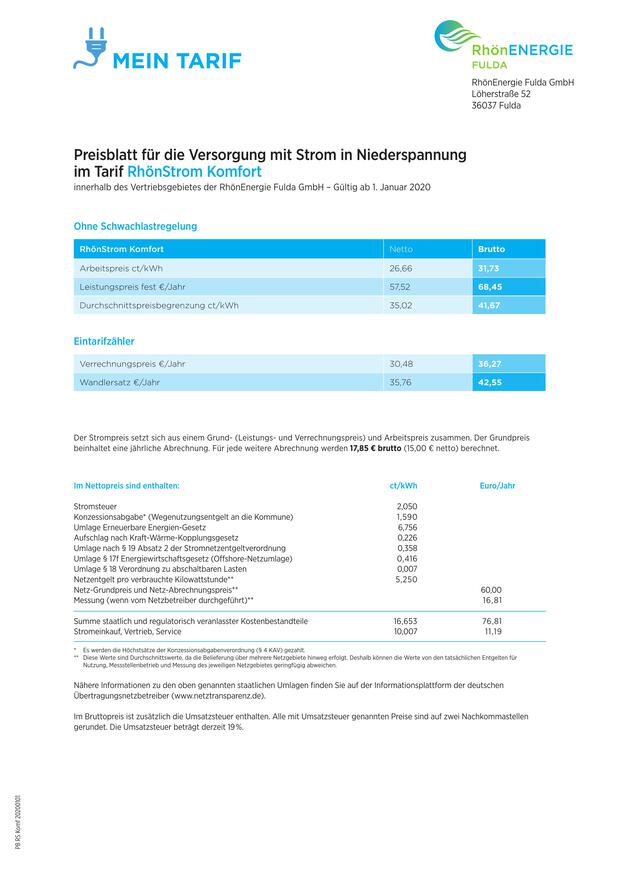 MEIN TARIF
RhönENERGIE
FULDA
RhönEnergie Fulda GmbH
Löherstraße 52
36037 Fulda
Preisblatt für die Versorgung mit Strom in Niederspannung
im Tarif RhönStrom Komfort
innerhalb des Vertriebsgebietes der RhönEnergie Fulda GmbH – Gültig ab 1. Januar 2020
Ohne Schwachlastregelung
RhönStrom Komfort Netto Brutto
Arbeitspreis ct/kWh 26,66 31,73
Leistungspreis fest €/Jahr 57,52 68,45
Durchschnittspreisbegrenzung ct/kWh 35,02 41,67
Eintarifzähler
Verrechnungspreis €/Jahr 30,48 36,27
Wandlersatz €/Jahr 35,76 42,55
Der Strompreis setzt sich aus einem Grund- (Leistungs- und Verrechnungspreis) und Arbeitspreis zusammen. Der Grundpreis
beinhaltet eine jährliche Abrechnung. Für jede weitere Abrechnung werden 17,85 € brutto (15,00 € netto) berechnet.
Im Nettopreis sind enthalten: ct/kWh Euro/Jahr
Stromsteuer 2,050
Konzessionsabgabe* (Wegenutzungsentgelt an die Kommune) 1,590
Umlage Erneuerbare Energien-Gesetz 6,756
Aufschlag nach Kraft-Wärme-Kopplungsgesetz 0,226
Umlage nach § 19 Absatz 2 der Stromnetzentgeltverordnung 0,358
Umlage § 17f Energiewirtschaftsgesetz (Offshore-Netzumlage) 0,416
Umlage § 18 Verordnung zu abschaltbaren Lasten 0,007
Netzentgelt pro verbrauchte Kilowattstunde** 5,250
Netz-Grundpreis und Netz-Abrechnungspreis** 60,00
Messung (wenn vom Netzbetreiber durchgeführt)** 16,81
Summe staatlich und regulatorisch veranlasster Kostenbestandteile 16,653 76,81
Stromeinkauf, Vertrieb, Service 10,007 11,19
* Es werden die Höchstsätze der Konzessionsabgabenverordnung (§ 4 KAV) gezahlt.
** Diese Werte sind Durchschnittswerte, da die Belieferung über mehrere Netzgebiete hinweg erfolgt. Deshalb können die Werte von den tatsächlichen Entgelten für
Nutzung, Messstellenbetrieb und Messung des jeweiligen Netzgebietes geringfügig abweichen.
Nähere Informationen zu den oben genannten staatlichen Umlagen finden Sie auf der Informationsplattform der deutschen
Übertragungsnetzbetreiber (www.netztransparenz.de).
Im Bruttopreis ist zusätzlich die Umsatzsteuer enthalten. Alle mit Umsatzsteuer genannten Preise sind auf zwei Nachkommastellen
gerundet. Die Umsatzsteuer beträgt derzeit 19%.
PB RS Komf 20200101